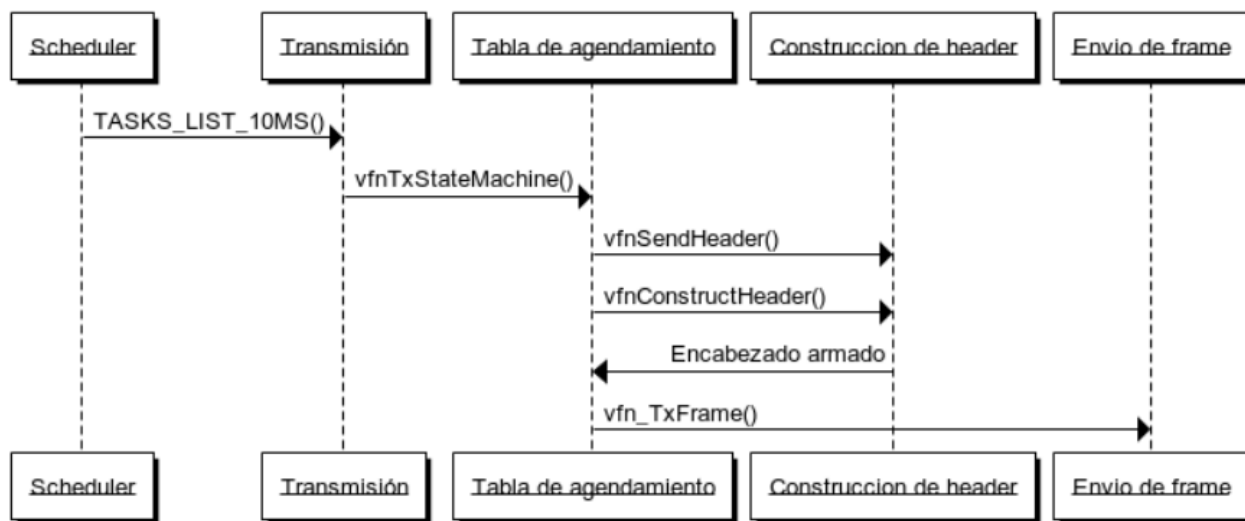 Scheduler
Transmisión
Tabla de agendamiento
Construccion de header
Envio de frame
TASKS_LIST_10MS()
vfnTxStateMachine()
vfnSendHeader()
vfnConstructHeader()
Encabezado armado
vfn_TxFrame()
Scheduler
Transmisión
Tabla de agendamiento
Construccion de header
Envio de frame